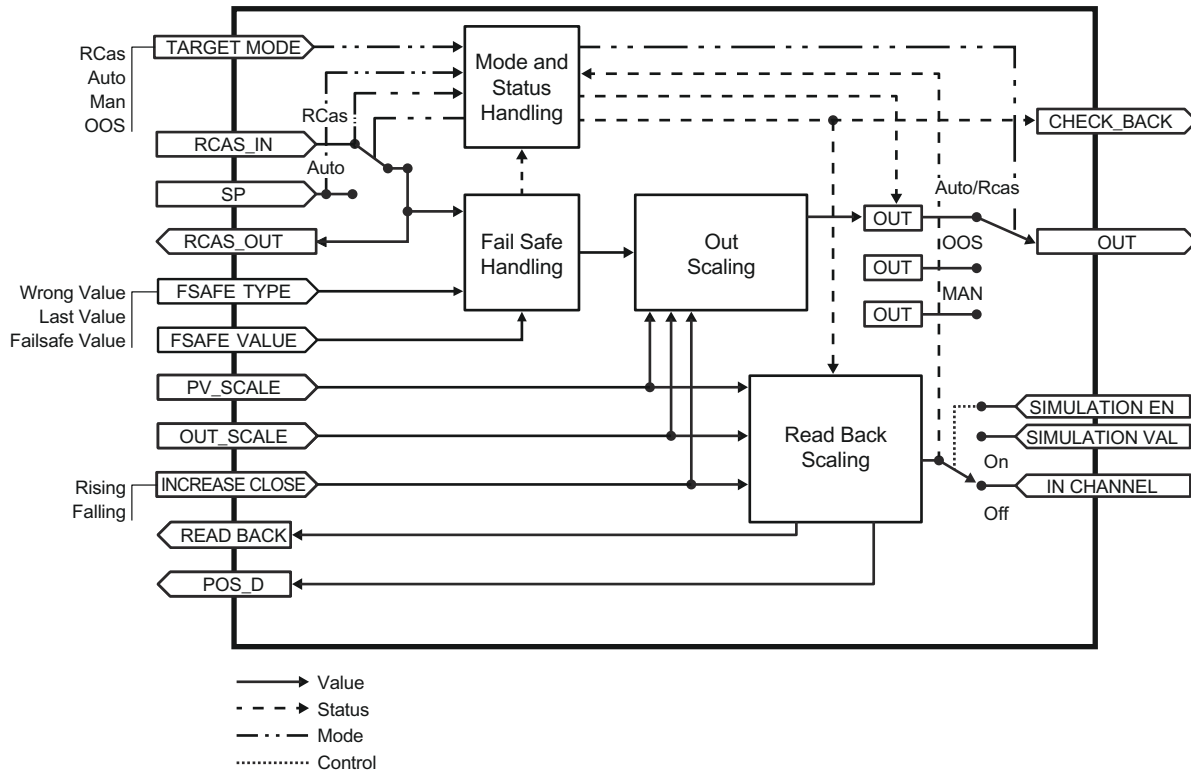 RCas
Auto
Man
OOS
TARGET MODE
RCAS_IN
SP
RCAS_OUT
RCas
Auto
Mode and
Status
Handling
Wrong Value
Last Value
Failsafe Value
FSAFE_TYPE
FSAFE_VALUE
Fail Safe
Handling
Out
Scaling
OUT
OUT
OUT
Auto/Rcas
OOS
MAN
CHECK_BACK
OUT
PV_SCALE
OUT_SCALE
Rising
Falling
INCREASE CLOSE
READ BACK
POS_D
Read Back
Scaling
SIMULATION EN
SIMULATION VAL
On
IN CHANNEL
Off
Value
Status
Mode
Control